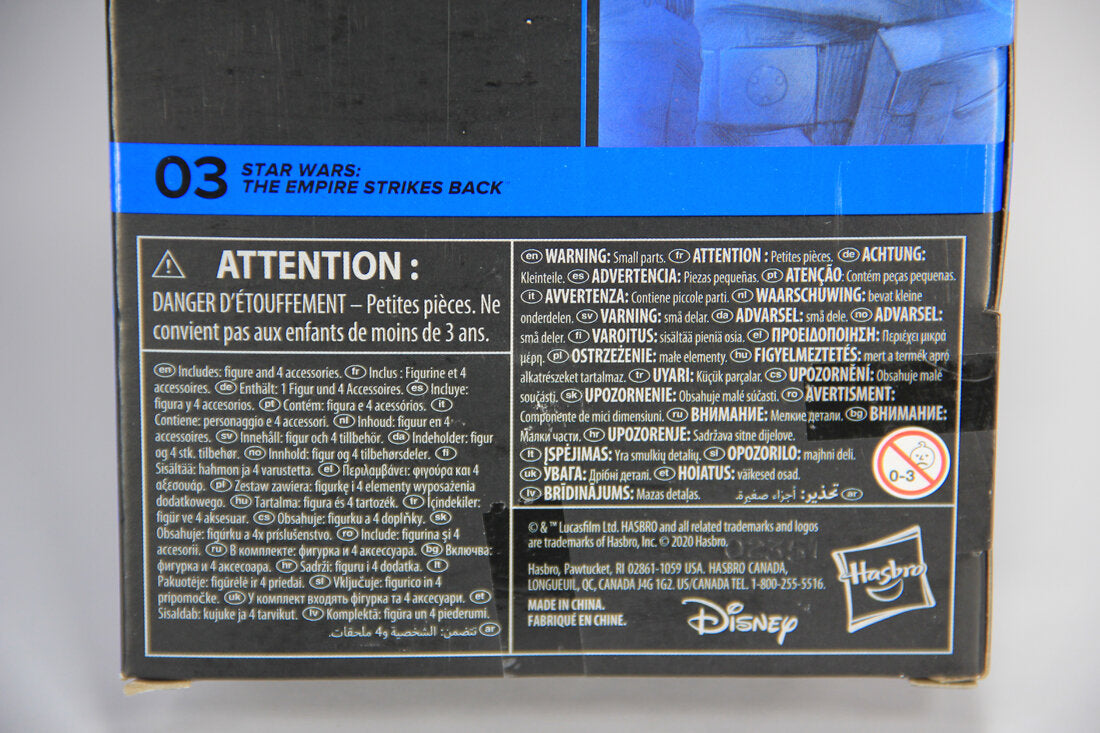 03 STAR WARS:
THE EMPIRE STRIKES BACK™
ATTENTION :
DANGER D'ÉTOUFFEMENT – Petites pièces. Ne
convient pas aux enfants de moins de 3 ans.
en Includes: figure and 4 accessories. fr Inclus : Figurine et 4
accessoires. de Enthält: 1 Figur und 4 Accessoires. es Incluye:
figura y 4 accesorios. pt Contém: figura e 4 acessórios. it
Contiene: personaggio e 4 accessori. nl Inhoud: figuur en 4
accessoires. sv Innehåll: figur och 4 tillbehör. da Indeholder: figur
og 4 stk. tilbehør. no Innhold: figur og 4 tilbehørsdeler. fi
Sisältää: hahmon ja 4 varustetta. el Περιλαμβάνει: φιγούρα και 4
αξεσουάρ. pl Zestaw zawiera: figurkę i 4 elementy wyposażenia
dodatkowego. hu Tartalma: figura és 4 tartozék. tr İçindekiler:
figür ve 4 aksesuar. cs Obsahuje: figurku a 4 doplňky. sk
Obsahuje: figúrku a 4x príslušenstvo. ro Include: figurina și 4
accesorii. ru В комплекте: фигурка и 4 аксессуара. bg Включва:
фигурка и 4 аксесоара. hr Sadrži: figuru i 4 dodatka. lt
Pakuotėje: figūrėlė ir 4 priedai. sl Vključuje: figurico in 4
pripomočke. uk У комплект входять фігурка та 4 аксесуари. et
Sisaldab: kujuke ja 4 tarvikut. lv Komplektā: figūra un 4 piederumi.
ar تتضمن: الشخصية و4 ملحقات.
en WARNING: Small parts. fr ATTENTION : Petites pièces. de ACHTUNG:
Kleinteile. es ADVERTENCIA: Piezas pequeñas. pt ATENÇÃO: Contém peças pequenas.
it AVVERTENZA: Contiene piccole parti. nl WAARSCHUWING: bevat kleine
onderdelen. sv VARNING: små delar. da ADVARSEL: små dele. no ADVARSEL:
små deler. fi VAROITUS: sisältää pieniä osia. el ΠΡΟΕΙΔΟΠΟΙΗΣΗ: Περιέχει μικρά
μέρη. pl OSTRZEŻENIE: małe elementy. hu FIGYELMEZTETÉS: mert a termék apró
alkatrészeket tartalmaz. tr UYARI: Küçük parçalar. cs UPOZORNĚNÍ: Obsahuje malé
součásti. sk UPOZORNENIE: Obsahuje malé súčasti. ro AVERTISMENT:
Componente de mici dimensiuni. ru ВНИМАНИЕ: Мелкие детали. bg ВНИМАНИЕ:
Малки части. hr UPOZORENJE: Sadržava sitne dijelove.
lt ĮSPĖJIMAS: Yra smulkių detalių. sl OPOZORILO: majhni deli.
uk УВАГА: Дрібні деталі. et HOIATUS: väikesed osad.
lv BRĪDINĀJUMS: Mazas detaļas. ar تحذير: أجزاء صغيرة.
0-3
© & ™ Lucasfilm Ltd. HASBRO and all related trademarks and logos
are trademarks of Hasbro, Inc. © 2020 Hasbro.
Hasbro, Pawtucket, RI 02861-1059 USA. HASBRO CANADA,
LONGUEUIL, QC, CANADA J4G 1G2. US/CANADA TEL. 1-800-255-5516.
MADE IN CHINA.
FABRIQUÉ EN CHINE.
Disney
Hasbro